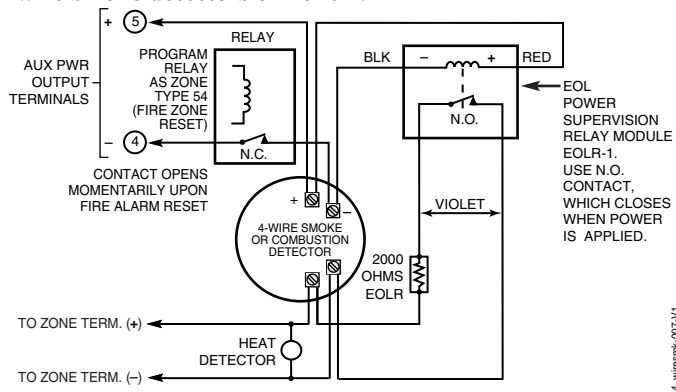 + 5
AUX PWR
OUTPUT
TERMINALS
− 4
RELAY
PROGRAM
RELAY
AS ZONE
TYPE 54
(FIRE ZONE
RESET)
N.C.
CONTACT OPENS
MOMENTARILY UPON
FIRE ALARM RESET
BLK
− +
RED
N.O.
EOL
POWER
SUPERVISION
RELAY MODULE
EOLR-1.
USE N.O.
CONTACT,
WHICH CLOSES
WHEN POWER
IS APPLIED.
+ −
4-WIRE SMOKE
OR COMBUSTION
DETECTOR
VIOLET
2000
OHMS
EOLR
TO ZONE TERM. (+)
HEAT
DETECTOR
TO ZONE TERM. (−)
4_wiresmk-007-V1